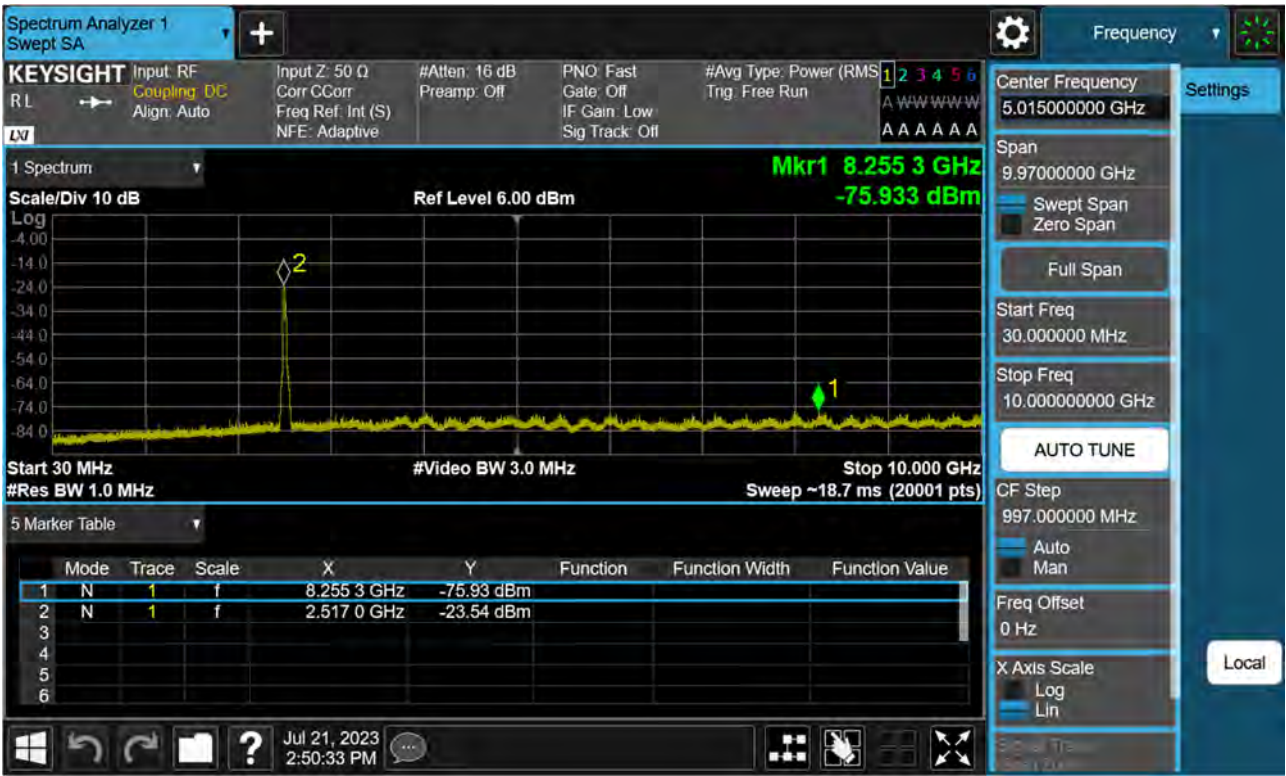 Spectrum Analyzer 1
Swept SA
+
Frequency
KEYSIGHT
RL
LXI
Input: RF
Coupling: DC
Align: Auto
Input Z: 50 Ω
Corr CCorr
Freq Ref: Int (S)
NFE: Adaptive
#Atten: 16 dB
Preamp: Off
PNO: Fast
Gate: Off
IF Gain: Low
Sig Track: Off
#Avg Type: Power (RMS
Trig: Free Run
1 2 3 4 5 6
A W W W W W
A A A A A A
1 Spectrum
Scale/Div 10 dB
Ref Level 6.00 dBm
Mkr1 8.255 3 GHz
-75.933 dBm
Log
-4.00
-14.0
-24.0
-34.0
-44.0
-54.0
-64.0
-74.0
-84.0
2
1
Start 30 MHz
#Video BW 3.0 MHz
Stop 10.000 GHz
#Res BW 1.0 MHz
Sweep ~18.7 ms (20001 pts)
5 Marker Table
Mode Trace Scale X Y Function Function Width Function Value
1 N 1 f 8.255 3 GHz -75.93 dBm
2 N 1 f 2.517 0 GHz -23.54 dBm
3
4
5
6
?
Jul 21, 2023
2:50:33 PM
Center Frequency
5.015000000 GHz
Settings
Span
9.97000000 GHz
Swept Span
Zero Span
Full Span
Start Freq
30.000000 MHz
Stop Freq
10.000000000 GHz
AUTO TUNE
CF Step
997.000000 MHz
Auto
Man
Freq Offset
0 Hz
X Axis Scale
Log
Lin
Local